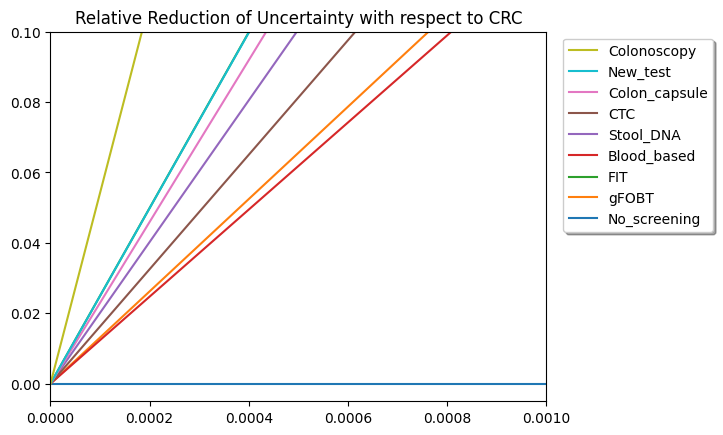 Relative Reduction of Uncertainty with respect to CRC
0.10
0.08
0.06
0.04
0.02
0.00
0.0000 0.0002 0.0004 0.0006 0.0008 0.0010
Colonoscopy
New_test
Colon_capsule
CTC
Stool_DNA
Blood_based
FIT
gFOBT
No_screening